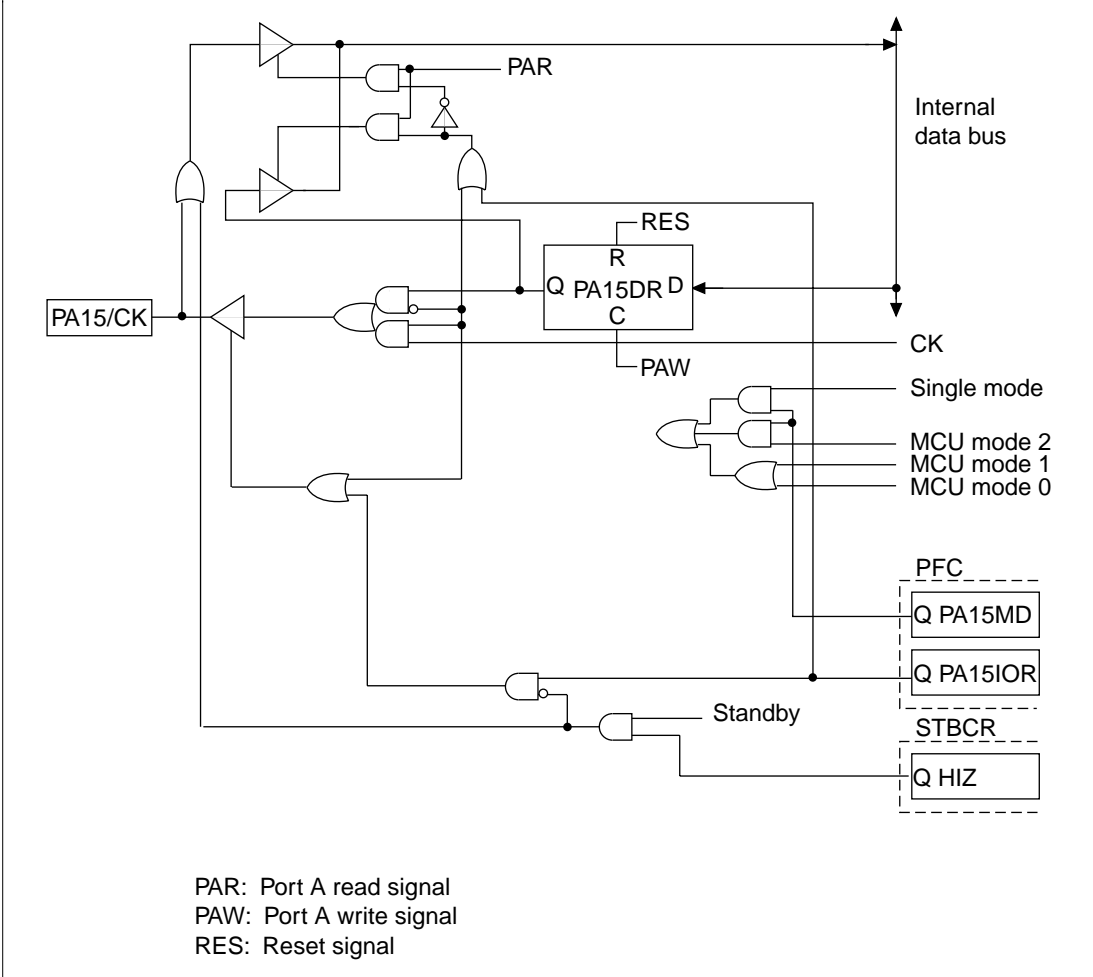 PAR
Internal
data bus
RES
R
Q PA15DR D
C
PA15/CK
CK
PAW
Single mode
MCU mode 2
MCU mode 1
MCU mode 0
PFC
Q PA15MD
Q PA15IOR
Standby
STBCR
Q HIZ
PAR: Port A read signal
PAW: Port A write signal
RES: Reset signal